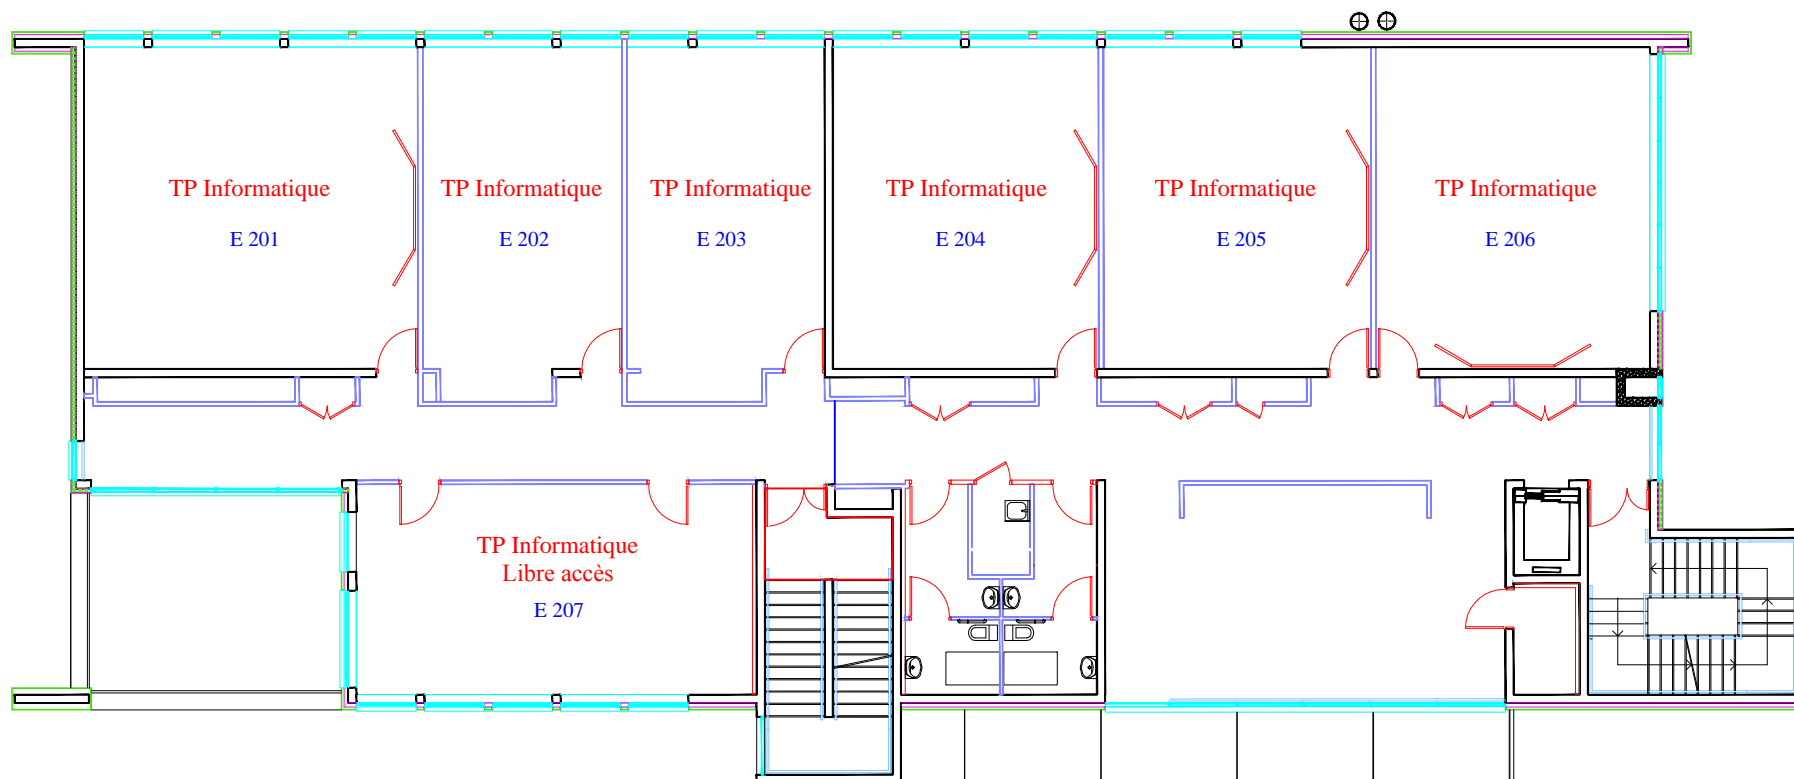 TP Informatique
E 201
TP Informatique
E 202
TP Informatique
E 203
TP Informatique
E 204
TP Informatique
E 205
TP Informatique
E 206
TP Informatique
Libre accès
E 207